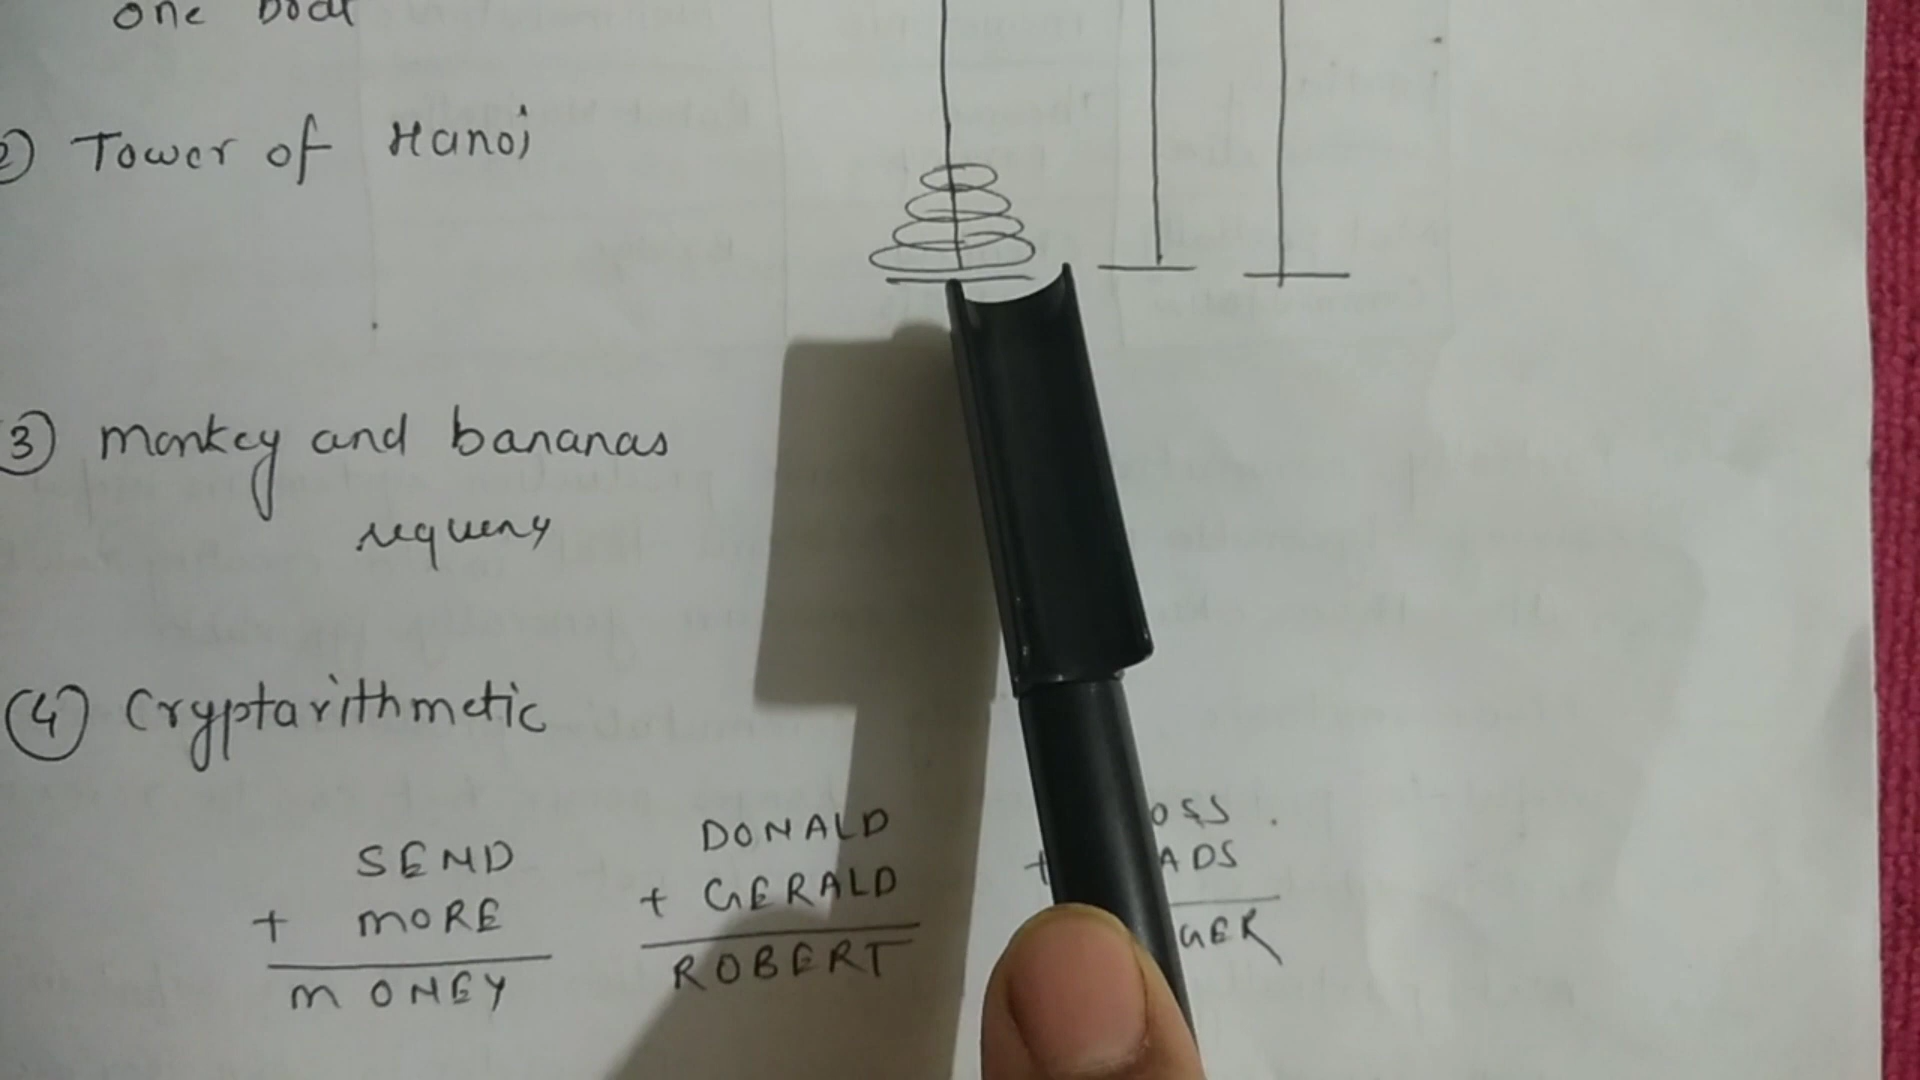 one boat
2) Tower of Hanoi
3) monkey and bananas
4) Cryptarithmetic
SEND
+ MORE
MONEY
DONALD
+ GERALD
ROBERT
OSS
+ ADS
GER